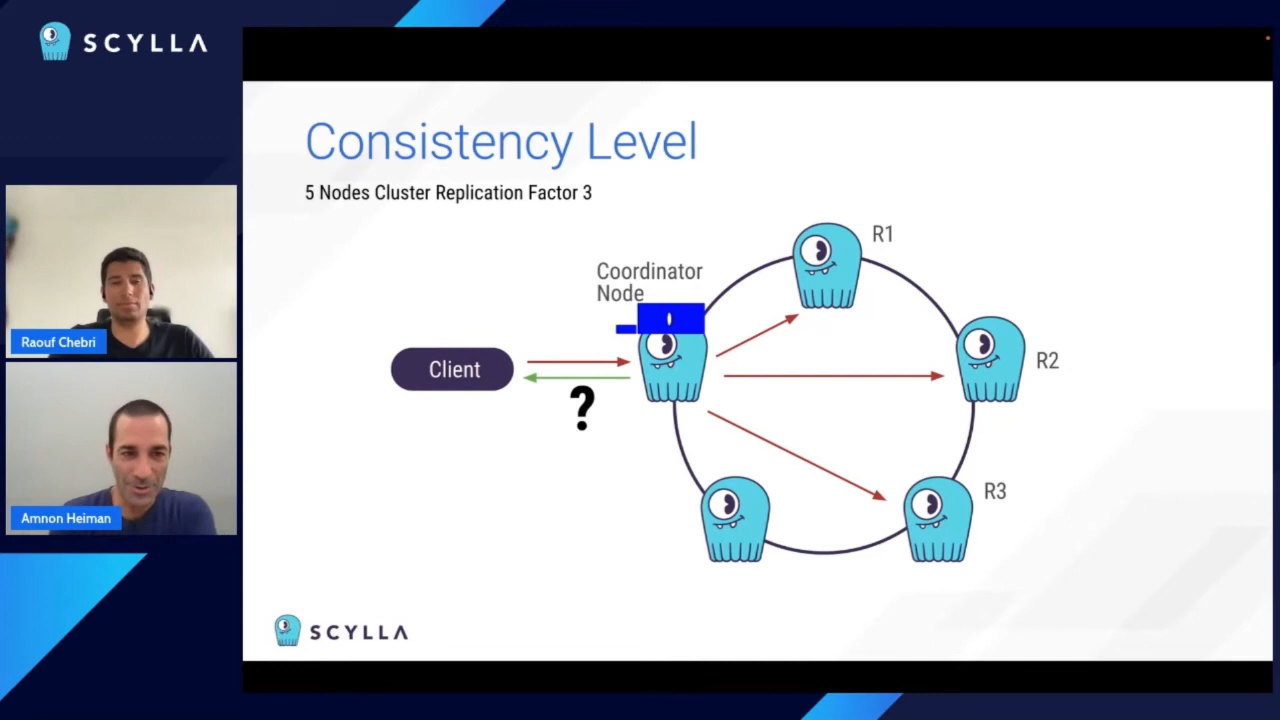 SCYLLA
Consistency Level
5 Nodes Cluster Replication Factor 3
R1
Coordinator
Node
R2
Client
?
R3
Raouf Chebri
Amnon Heiman
SCYLLA